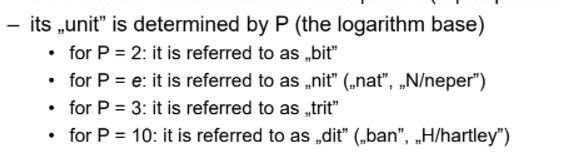 – its „unit” is determined by P (the logarithm base)
• for P = 2: it is referred to as „bit”
• for P = e: it is referred to as „nit” („nat”, „N/neper”)
• for P = 3: it is referred to as „trit”
• for P = 10: it is referred to as „dit” („ban”, „H/hartley”)